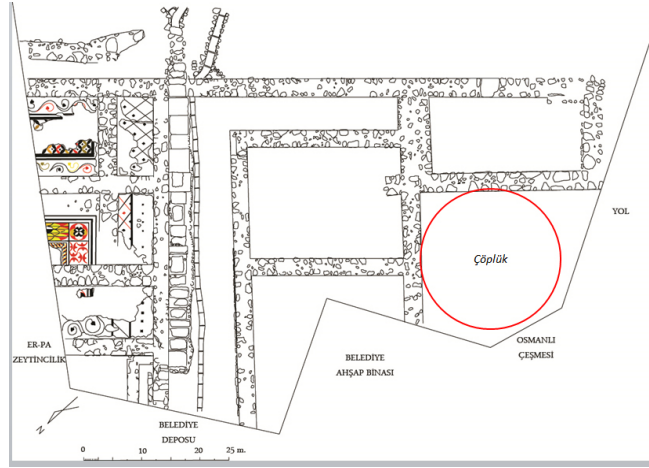 Çöplük
YOL
ER-PA
ZEYTİNCİLİK
OSMANLI
ÇEŞMESİ
BELEDİYE
AHŞAP BİNASI
BELEDİYE
DEPOSU
N
0 10 20 25 m.